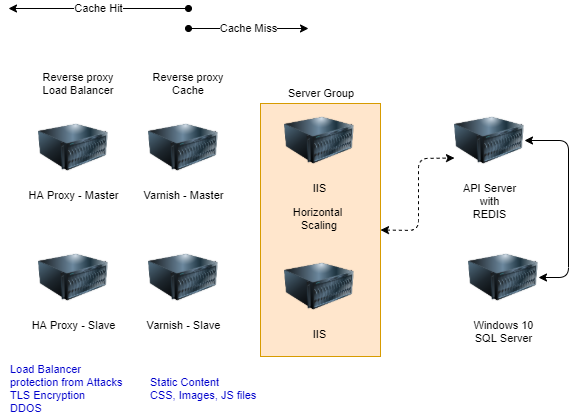 Cache Hit
Cache Miss
Reverse proxy
Load Balancer
Reverse proxy
Cache
Server Group
HA Proxy - Master
Varnish - Master
IIS
API Server
with
REDIS
Horizontal
Scaling
HA Proxy - Slave
Varnish - Slave
IIS
Windows 10
SQL Server
Load Balancer
protection from Attacks
TLS Encryption
DDOS
Static Content
CSS, Images, JS files